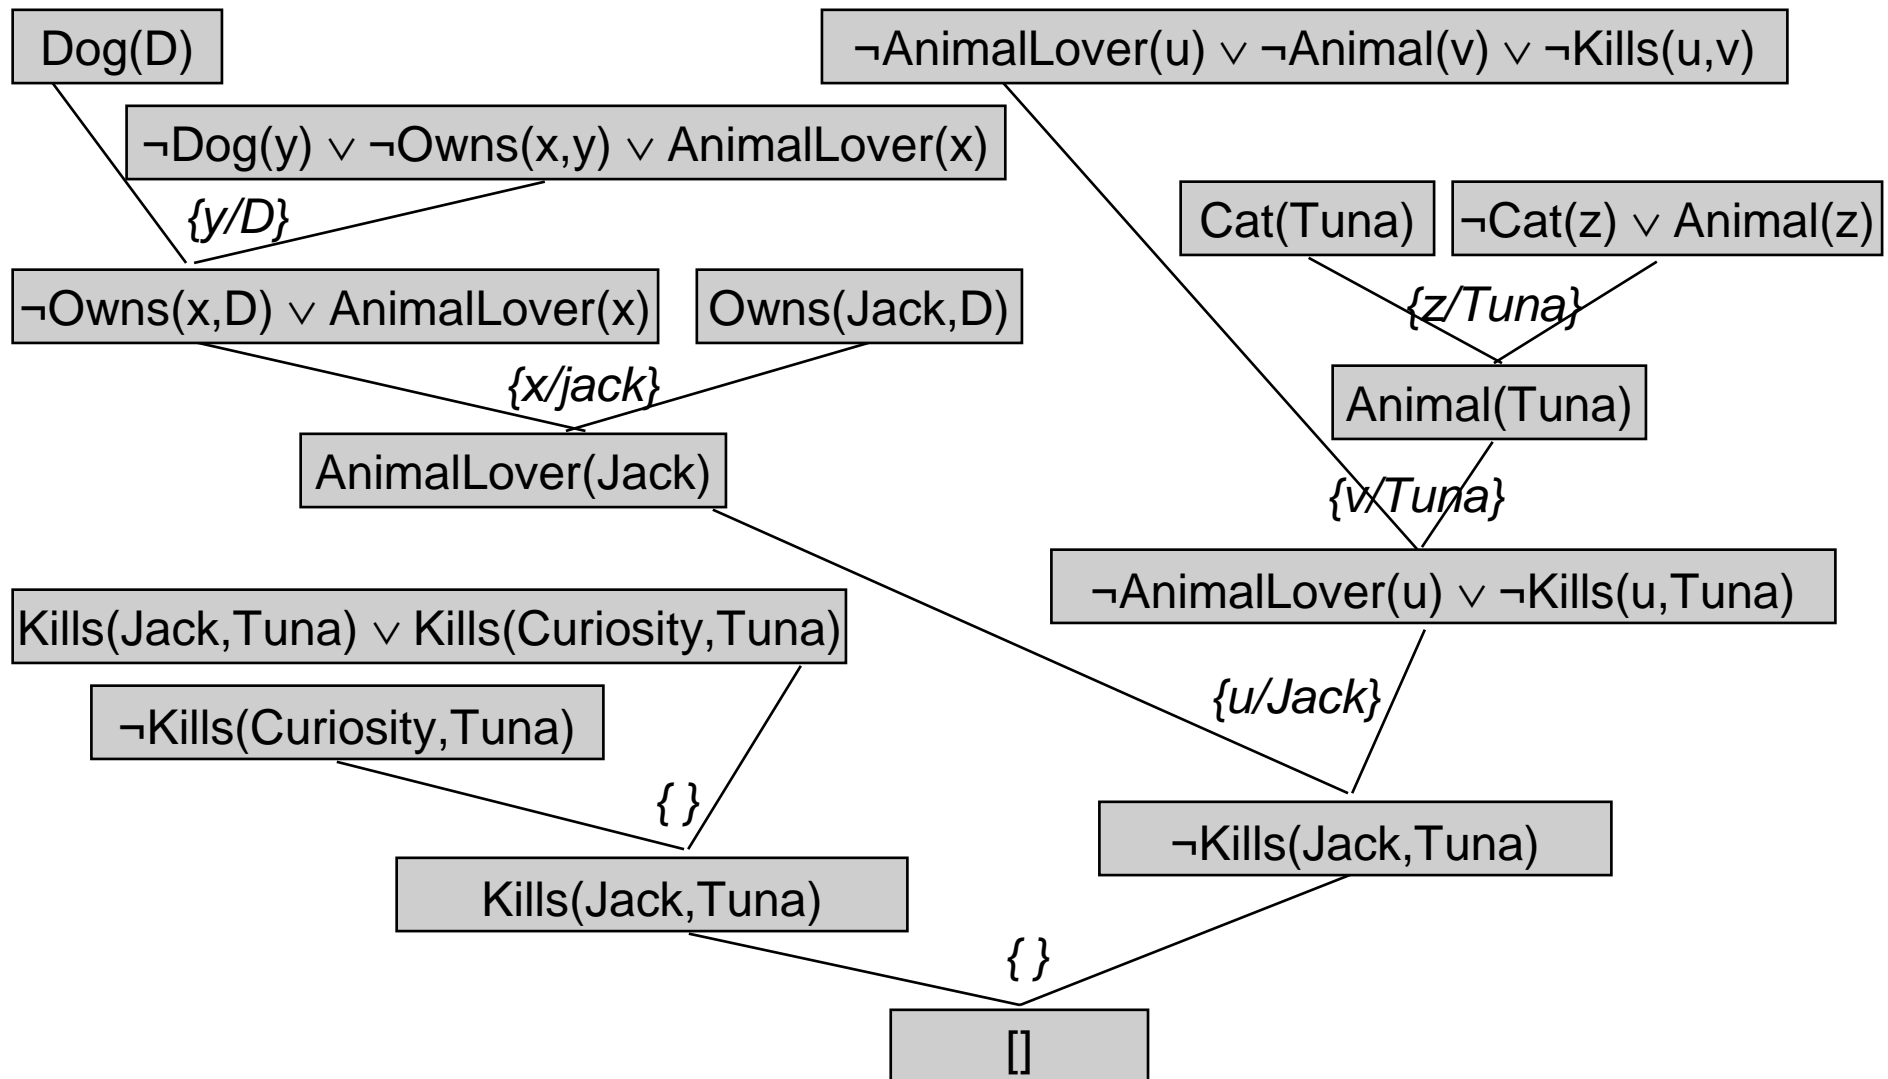 Dog(D)
¬AnimalLover(u) ∨ ¬Animal(v) ∨ ¬Kills(u,v)
¬Dog(y) ∨ ¬Owns(x,y) ∨ AnimalLover(x)
{y/D}
Cat(Tuna)
¬Cat(z) ∨ Animal(z)
¬Owns(x,D) ∨ AnimalLover(x)
Owns(Jack,D)
{z/Tuna}
{x/jack}
Animal(Tuna)
AnimalLover(Jack)
{v/Tuna}
¬AnimalLover(u) ∨ ¬Kills(u,Tuna)
Kills(Jack,Tuna) ∨ Kills(Curiosity,Tuna)
{u/Jack}
¬Kills(Curiosity,Tuna)
{ }
¬Kills(Jack,Tuna)
Kills(Jack,Tuna)
{ }
[]